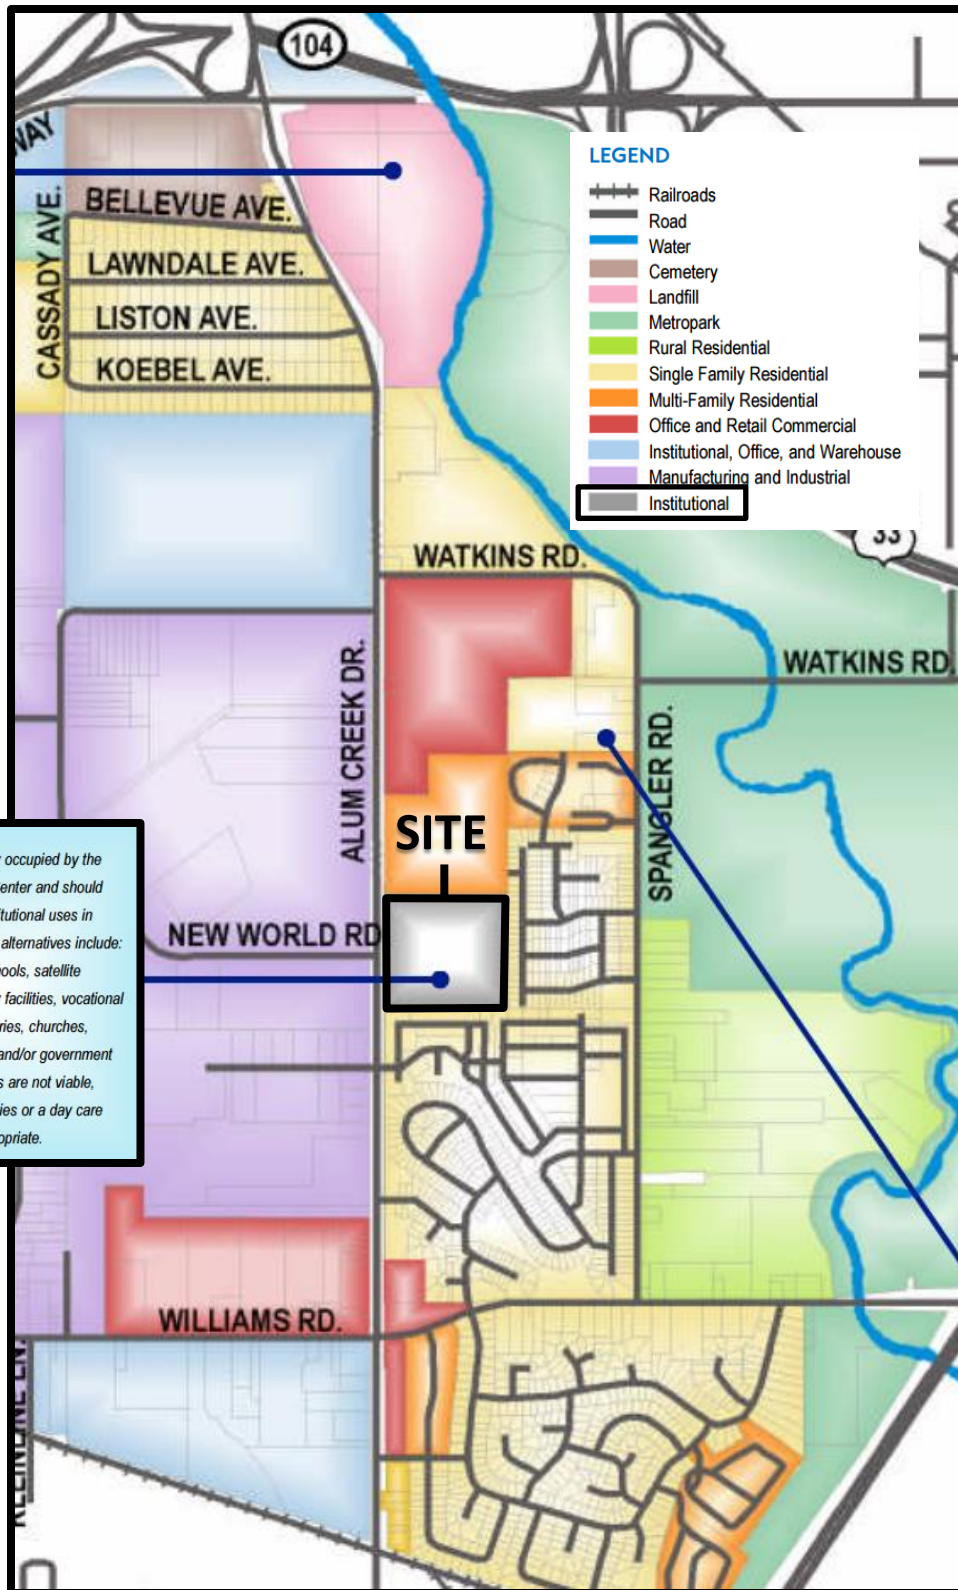 104
WAY
CASSADY AVE.
BELLEVUE AVE.
LAWNDALE AVE.
LISTON AVE.
KOEBEL AVE.
LEGEND
Railroads
Road
Water
Cemetery
Landfill
Metropark
Rural Residential
Single Family Residential
Multi-Family Residential
Office and Retail Commercial
Institutional, Office, and Warehouse
Manufacturing and Industrial
Institutional
33
WATKINS RD.
WATKINS RD.
ALUM CREEK DR.
SPANGLER RD.
SITE
NEW WORLD RD
occupied by the
enter and should
itutional uses in
alternatives include:
ools, satellite
facilities, vocational
ries, churches,
and/or government
s are not viable,
ies or a day care
opriate.
WILLIAMS RD.